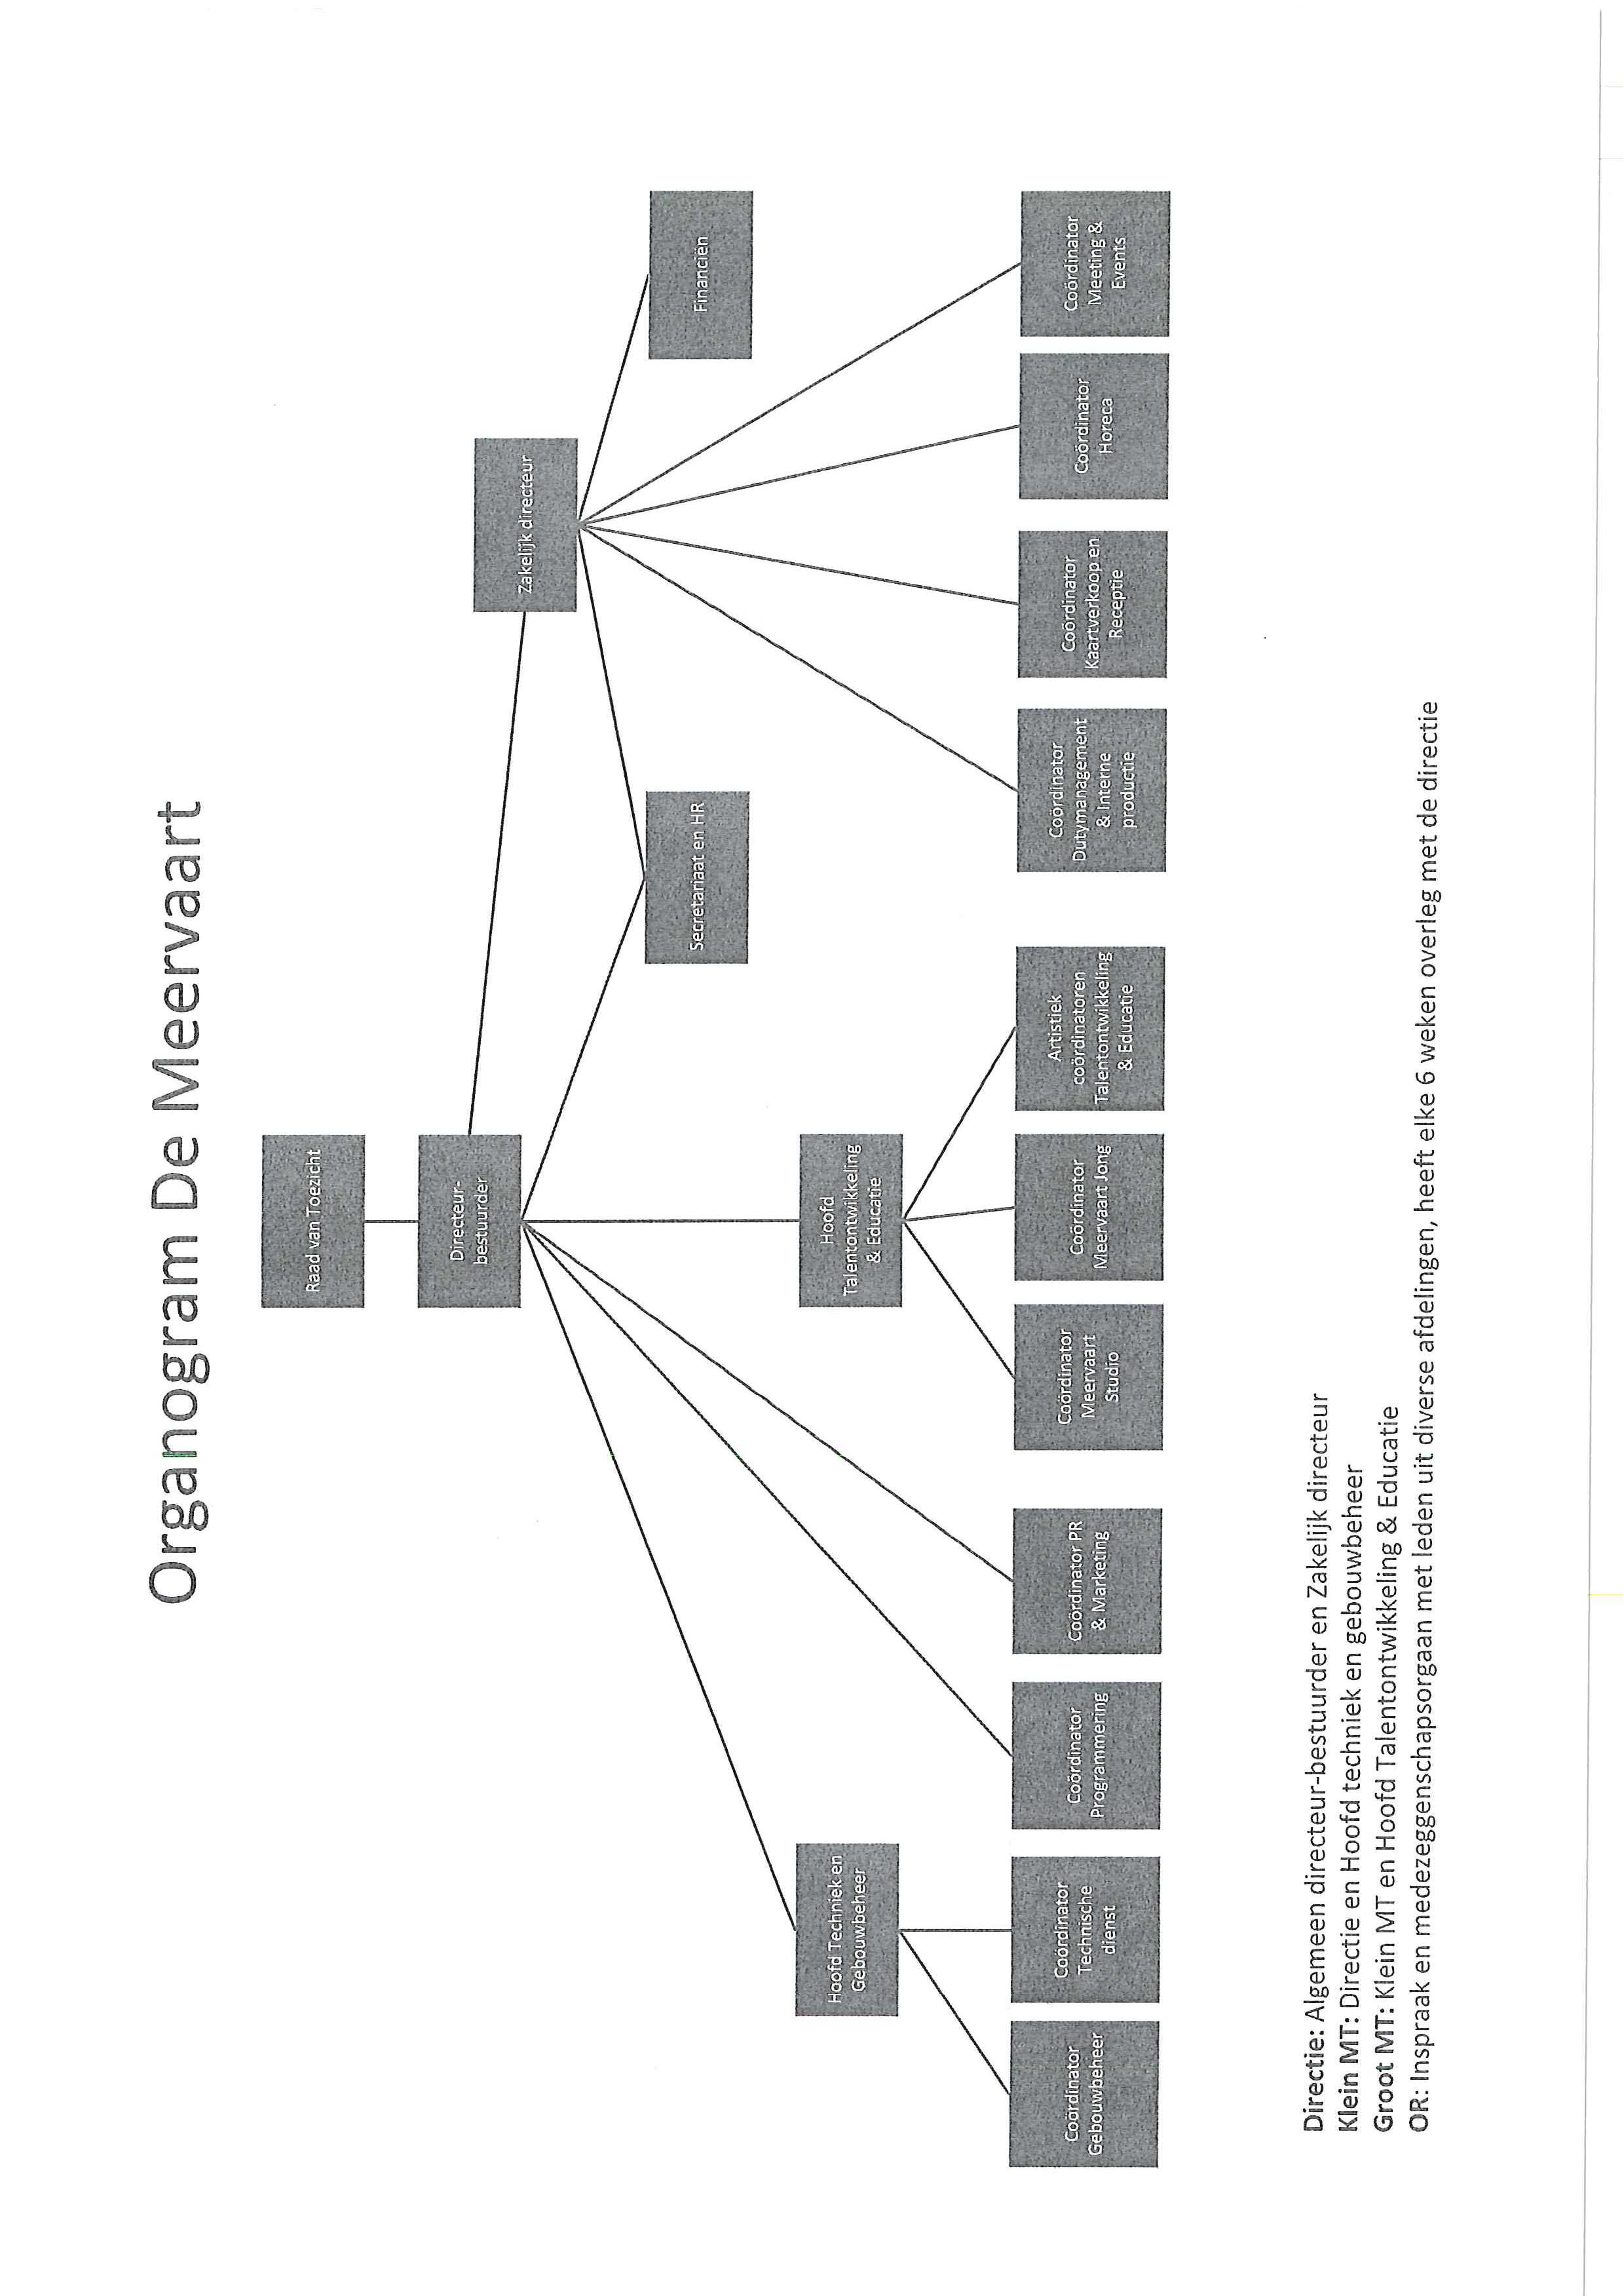 Organogram De Meervaart
Raad van Toezicht
Directeur-
bestuurder
Zakelijk directeur
Secretariaat en HR
Financiën
Hoofd Techniek en
Gebouwbeheer
Hoofd
Talentontwikkeling
& Educatie
Coördinator
Gebouwbeheer
Coördinator
Technische
dienst
Coördinator
Programmering
Coördinator PR
& Marketing
Coördinator
Meervaart
Studio
Coördinator
Meervaart Jong
Artistiek
coördinatoren
Talentontwikkeling
& Educatie
Coördinator
Dutymanagement
& Interne
productie
Coördinator
Kaartverkoop en
Receptie
Coördinator
Horeca
Coördinator
Meeting &
Events
Directie: Algemeen directeur-bestuurder en Zakelijk directeur
Klein MT: Directie en Hoofd techniek en gebouwbeheer
Groot MT: Klein MT en Hoofd Talentontwikkeling & Educatie
OR: Inspraak en medezeggenschapsorgaan met leden uit diverse afdelingen, heeft elke 6 weken overleg met de directie